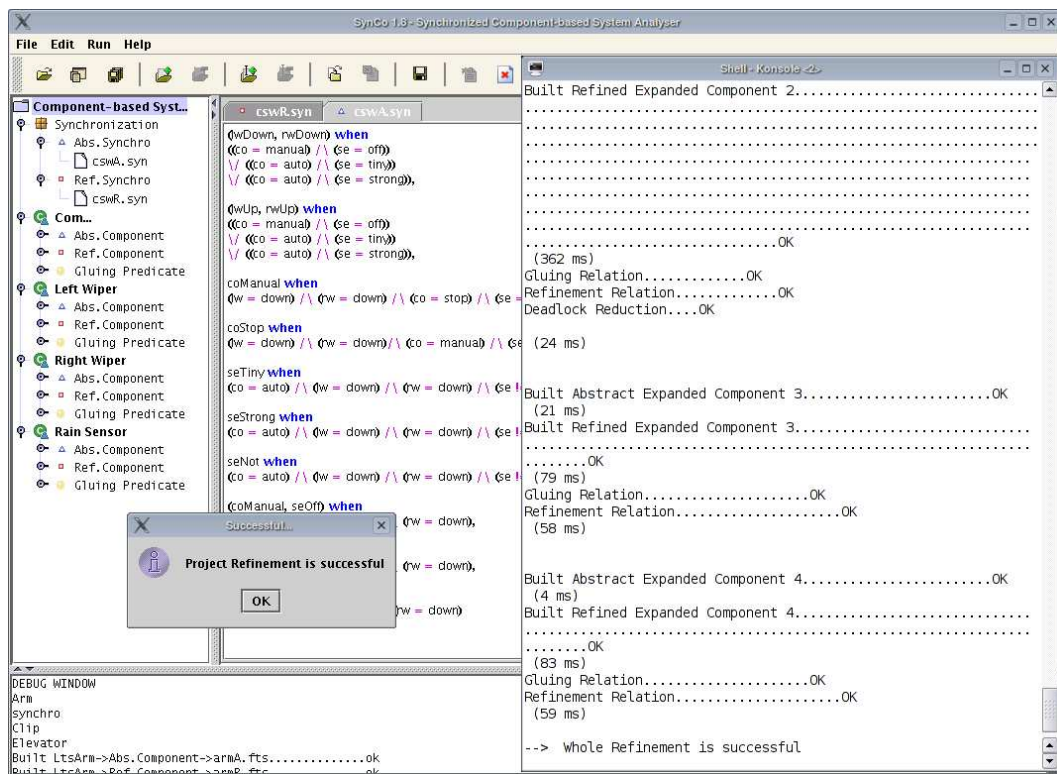 SynCo 1.8 - Synchronized Component-based System Analyser
File Edit Run Help
Component-based Syst...
Synchronization
Abs.Synchro
cswA.syn
Ref.Synchro
cswR.syn
Com...
Abs.Component
Ref.Component
Gluing Predicate
Left Wiper
Abs.Component
Ref.Component
Gluing Predicate
Right Wiper
Abs.Component
Ref.Component
Gluing Predicate
Rain Sensor
Abs.Component
Ref.Component
Gluing Predicate
cswR.syn cswA.syn
(lwDown, rwDown) when
((co = manual) /\ (se = off))
\/ ((co = auto) /\ (se = tiny))
\/ ((co = auto) /\ (se = strong)),
(lwUp, rwUp) when
((co = manual) /\ (se = off))
\/ ((co = auto) /\ (se = tiny))
\/ ((co = auto) /\ (se = strong)),
coManual when
(lw = down) /\ (rw = down) /\ (co = stop) /\ (se =
coStop when
(lw = down) /\ (rw = down)/\ (co = manual) /\ (se
seTiny when
(co = auto) /\ (lw = down) /\ (rw = down) /\ (se !=
seStrong when
(co = auto) /\ (lw = down) /\ (rw = down) /\ (se !=
seNot when
(co = auto) /\ (lw = down) /\ (rw = down) /\ (se !=
(coManual, seOff) when
(rw = down),
(rw = down),
(rw = down)
Successful...
Project Refinement is successful
OK
DEBUG WINDOW
Arm
synchro
Clip
Elevator
Built LtsArm->Abs.Component->armA.fts..............ok
Built LtsArm->Ref.Component->armR.fts..............ok
Shell - Konsole <2>
Built Refined Expanded Component 2................................
...............................................................
................................................................
...............................................................
...............................................................
...............................................................
...............................................................
...............................................................
...............................................................
...............................OK
(362 ms)
Gluing Relation.............OK
Refinement Relation.............OK
Deadlock Reduction....OK
(24 ms)
Built Abstract Expanded Component 3.......................OK
(21 ms)
Built Refined Expanded Component 3.............................
...............................................................
........OK
(79 ms)
Gluing Relation.....................OK
Refinement Relation.....................OK
(58 ms)
Built Abstract Expanded Component 4.......................OK
(4 ms)
Built Refined Expanded Component 4.............................
...............................................................
........OK
(83 ms)
Gluing Relation.....................OK
Refinement Relation.....................OK
(59 ms)
--> Whole Refinement is successful